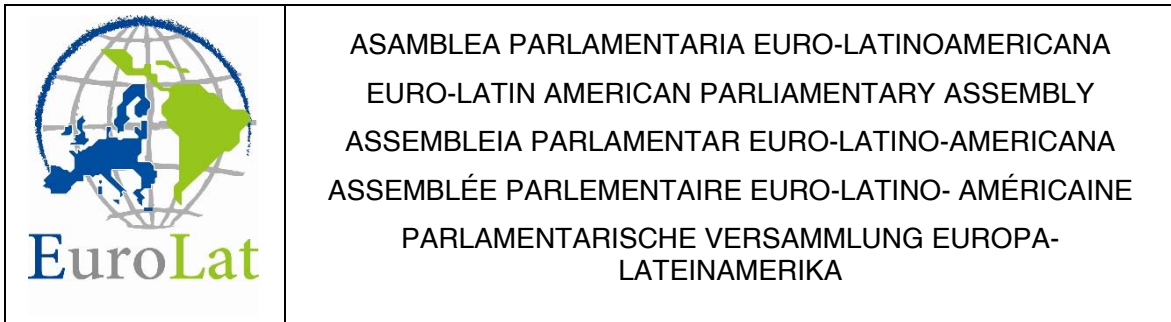 EuroLat
ASAMBLEA PARLAMENTARIA EURO-LATINOAMERICANA
EURO-LATIN AMERICAN PARLIAMENTARY ASSEMBLY
ASSEMBLEIA PARLAMENTAR EURO-LATINO-AMERICANA
ASSEMBLÉE PARLEMENTAIRE EURO-LATINO- AMÉRICAINE
PARLAMENTARISCHE VERSAMMLUNG EUROPA-
LATEINAMERIKA